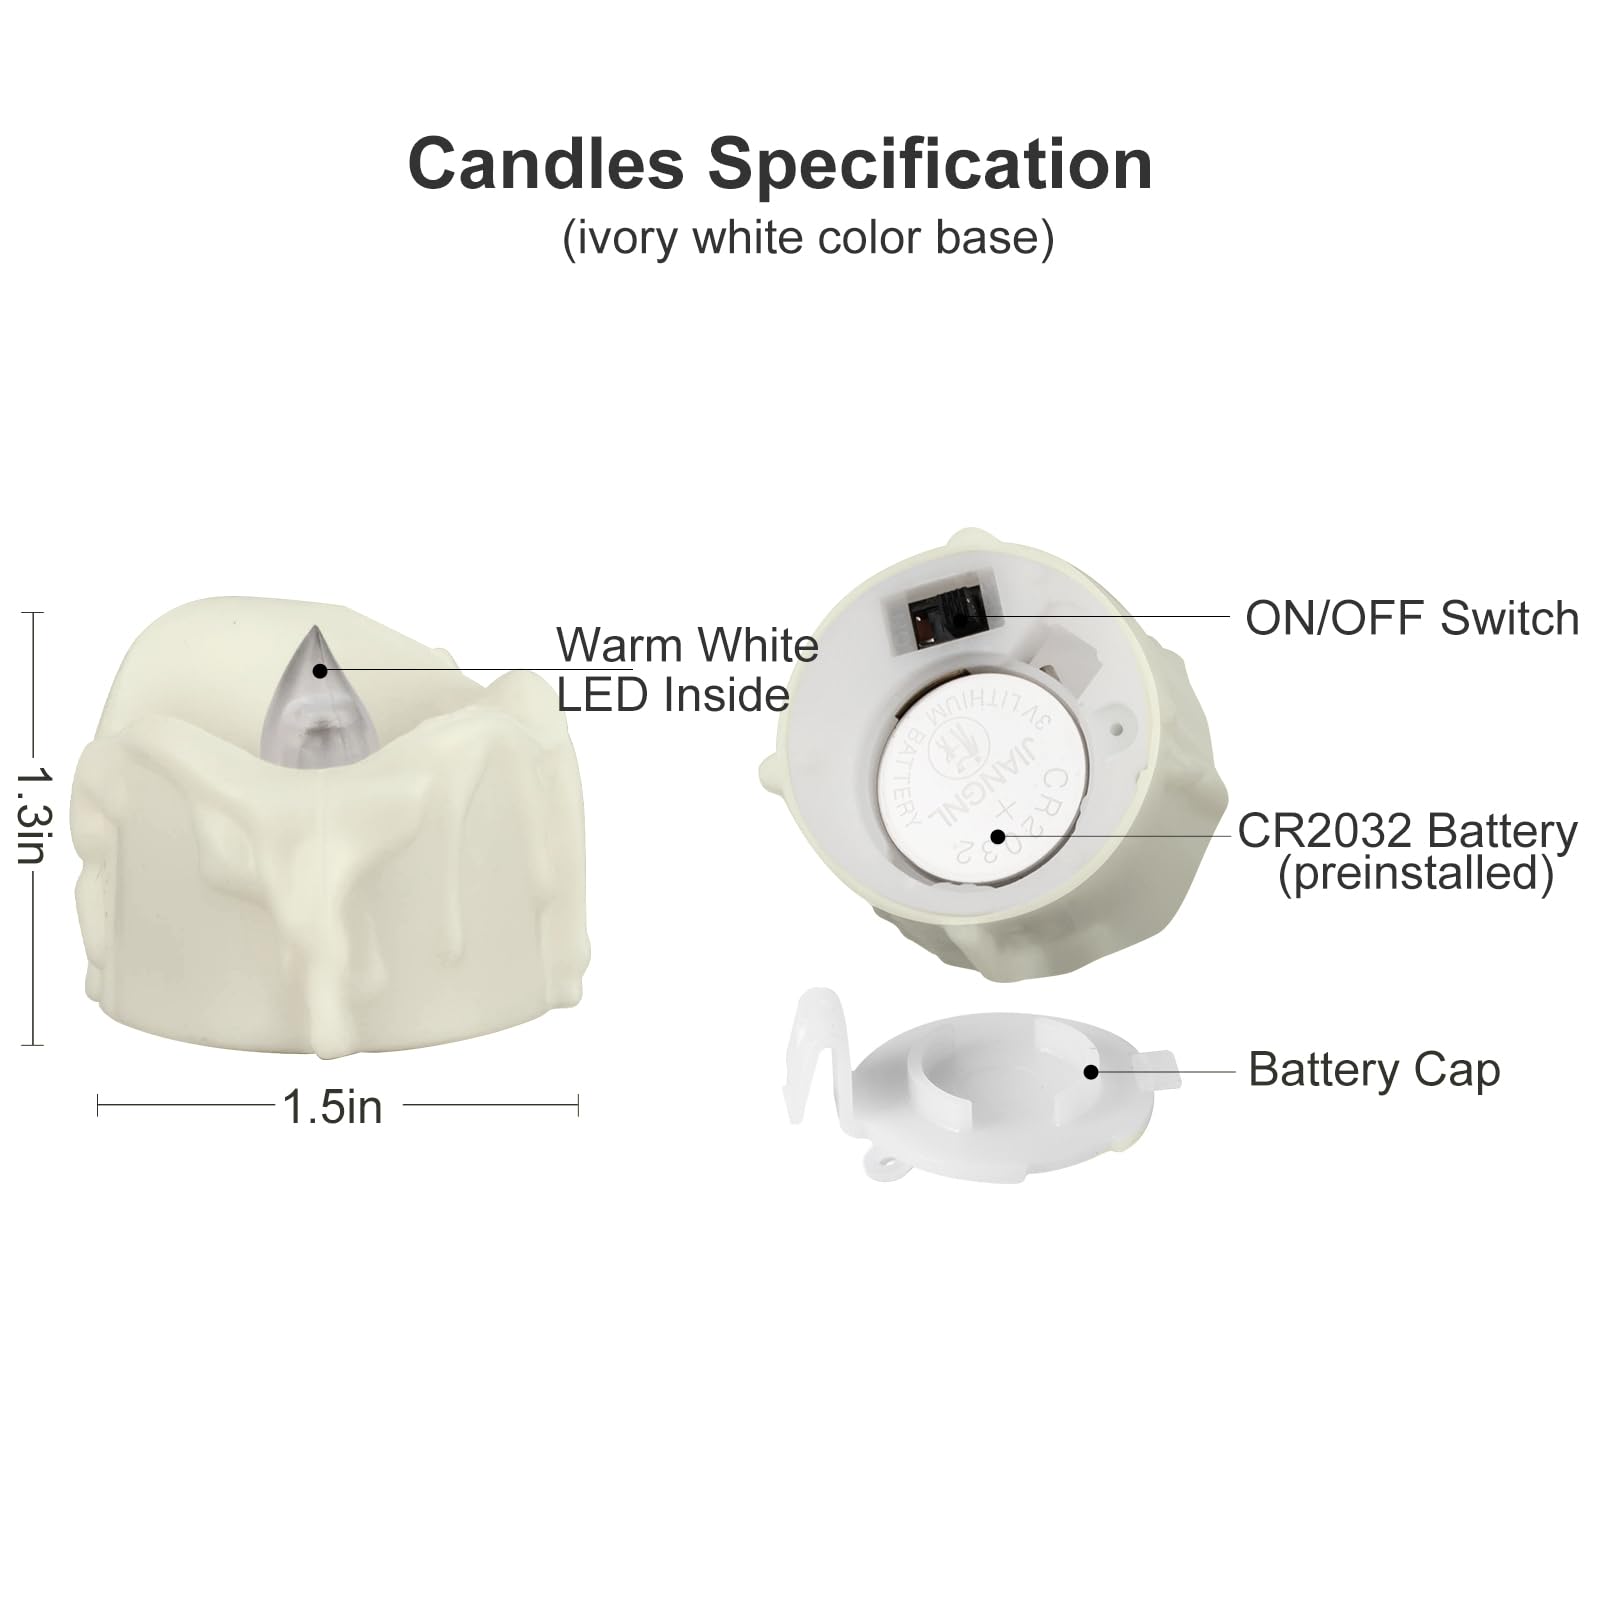 Candles Specification
(ivory white color base)
Warm White
LED Inside
1.3in
1.5in
ON/OFF Switch
3V LITHIUM BATTERY
JIANGNL
+
CR2032
CR2032 Battery
(preinstalled)
Battery Cap